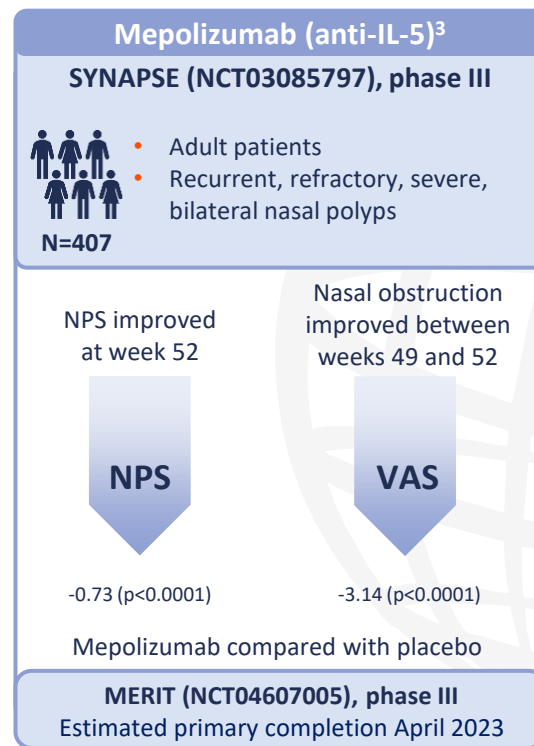 Mepolizumab (anti-IL-5)³
SYNAPSE (NCT03085797), phase III
• Adult patients
• Recurrent, refractory, severe,
bilateral nasal polyps
N=407
NPS improved
at week 52
Nasal obstruction
improved between
weeks 49 and 52
NPS
VAS
-0.73 (p<0.0001)
-3.14 (p<0.0001)
Mepolizumab compared with placebo
MERIT (NCT04607005), phase III
Estimated primary completion April 2023